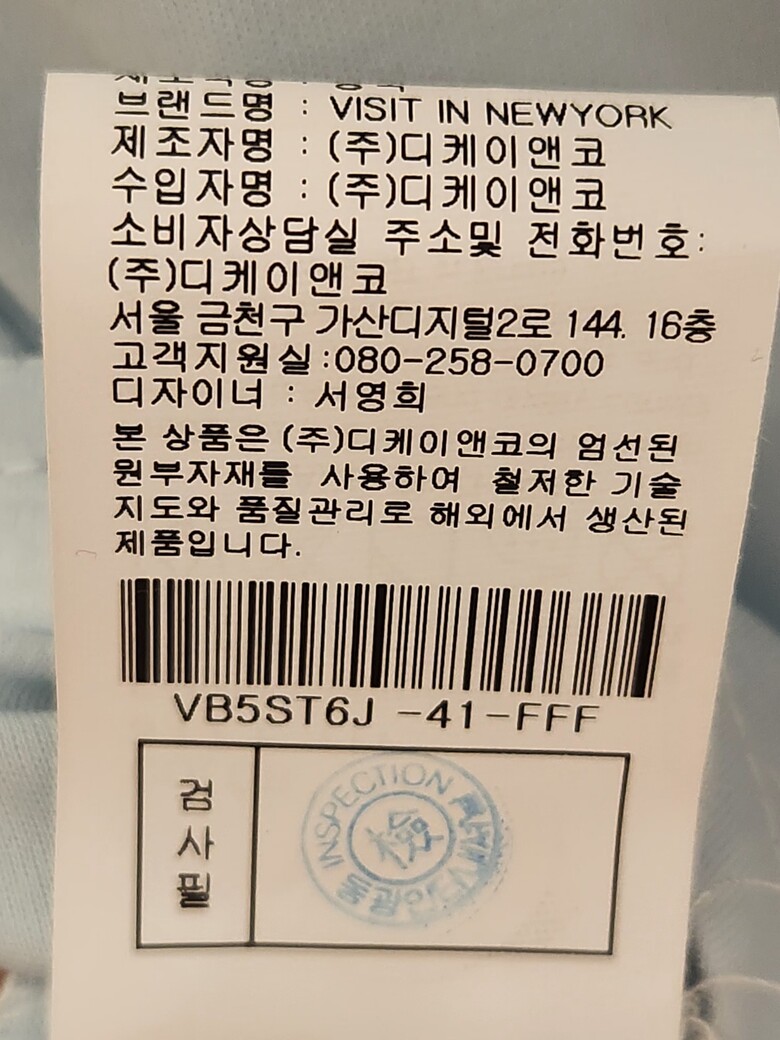 브랜드명 : VISIT IN NEWYORK
제조자명 : (주)디케이앤코
수입자명 : (주)디케이앤코
소비자상담실 주소및 전화번호:
(주)디케이앤코
서울 금천구 가산디지털2로 144. 16층
고객지원실:080-258-0700
디자이너 : 서영희
본 상품은 (주)디케이앤코의 엄선된
원부자재를 사용하여 철저한 기술
지도와 품질관리로 해외에서 생산된
제품입니다.
VB5ST6J -41-FFF
검사필
INSPECTION
檢